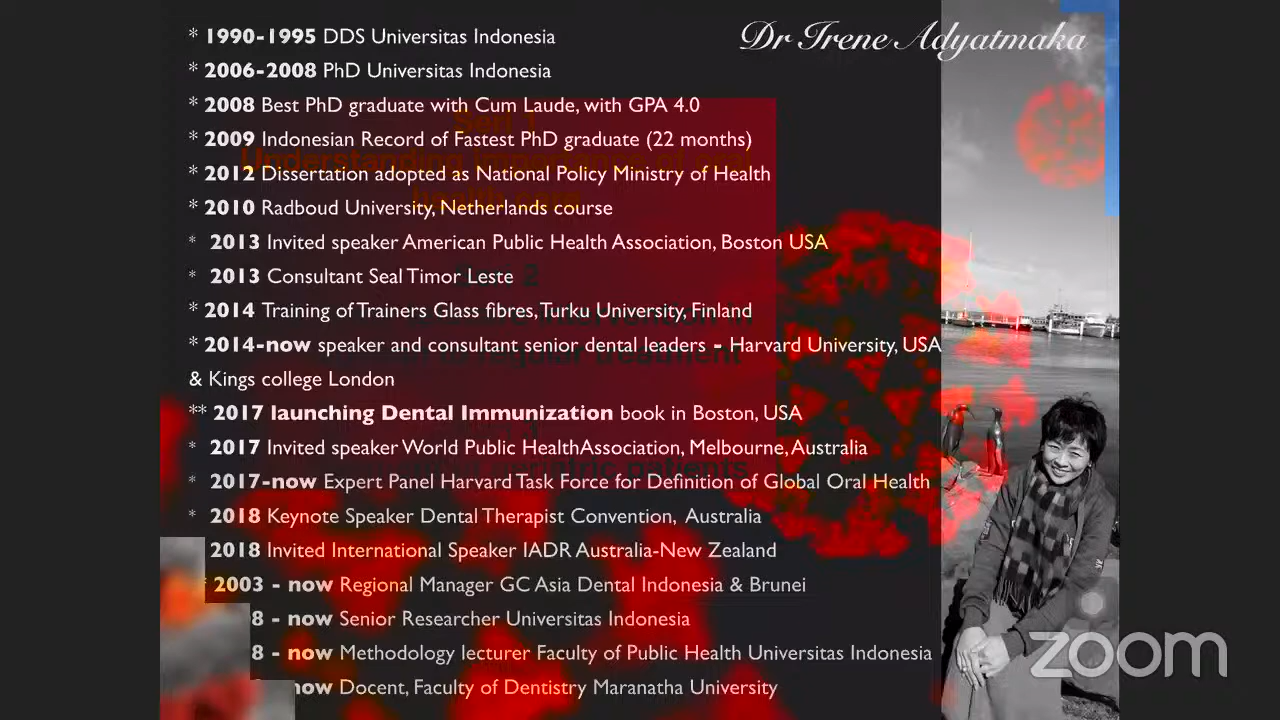 Dr Irene Adyatmaka
* 1990-1995 DDS Universitas Indonesia
* 2006-2008 PhD Universitas Indonesia
* 2008 Best PhD graduate with Cum Laude, with GPA 4.0
* 2009 Indonesian Record of Fastest PhD graduate (22 months)
* 2012 Dissertation adopted as National Policy Ministry of Health
* 2010 Radboud University, Netherlands course
* 2013 Invited speaker American Public Health Association, Boston USA
* 2013 Consultant Seal Timor Leste
* 2014 Training of Trainers Glass fibres, Turku University, Finland
* 2014-now speaker and consultant senior dental leaders - Harvard University, USA
& Kings college London
** 2017 launching Dental Immunization book in Boston, USA
* 2017 Invited speaker World Public HealthAssociation, Melbourne, Australia
* 2017-now Expert Panel Harvard Task Force for Definition of Global Oral Health
* 2018 Keynote Speaker Dental Therapist Convention, Australia
2018 Invited International Speaker IADR Australia-New Zealand
* 2003 - now Regional Manager GC Asia Dental Indonesia & Brunei
8 - now Senior Researcher Universitas Indonesia
8 - now Methodology lecturer Faculty of Public Health Universitas Indonesia
now Docent, Faculty of Dentistry Maranatha University
zoom